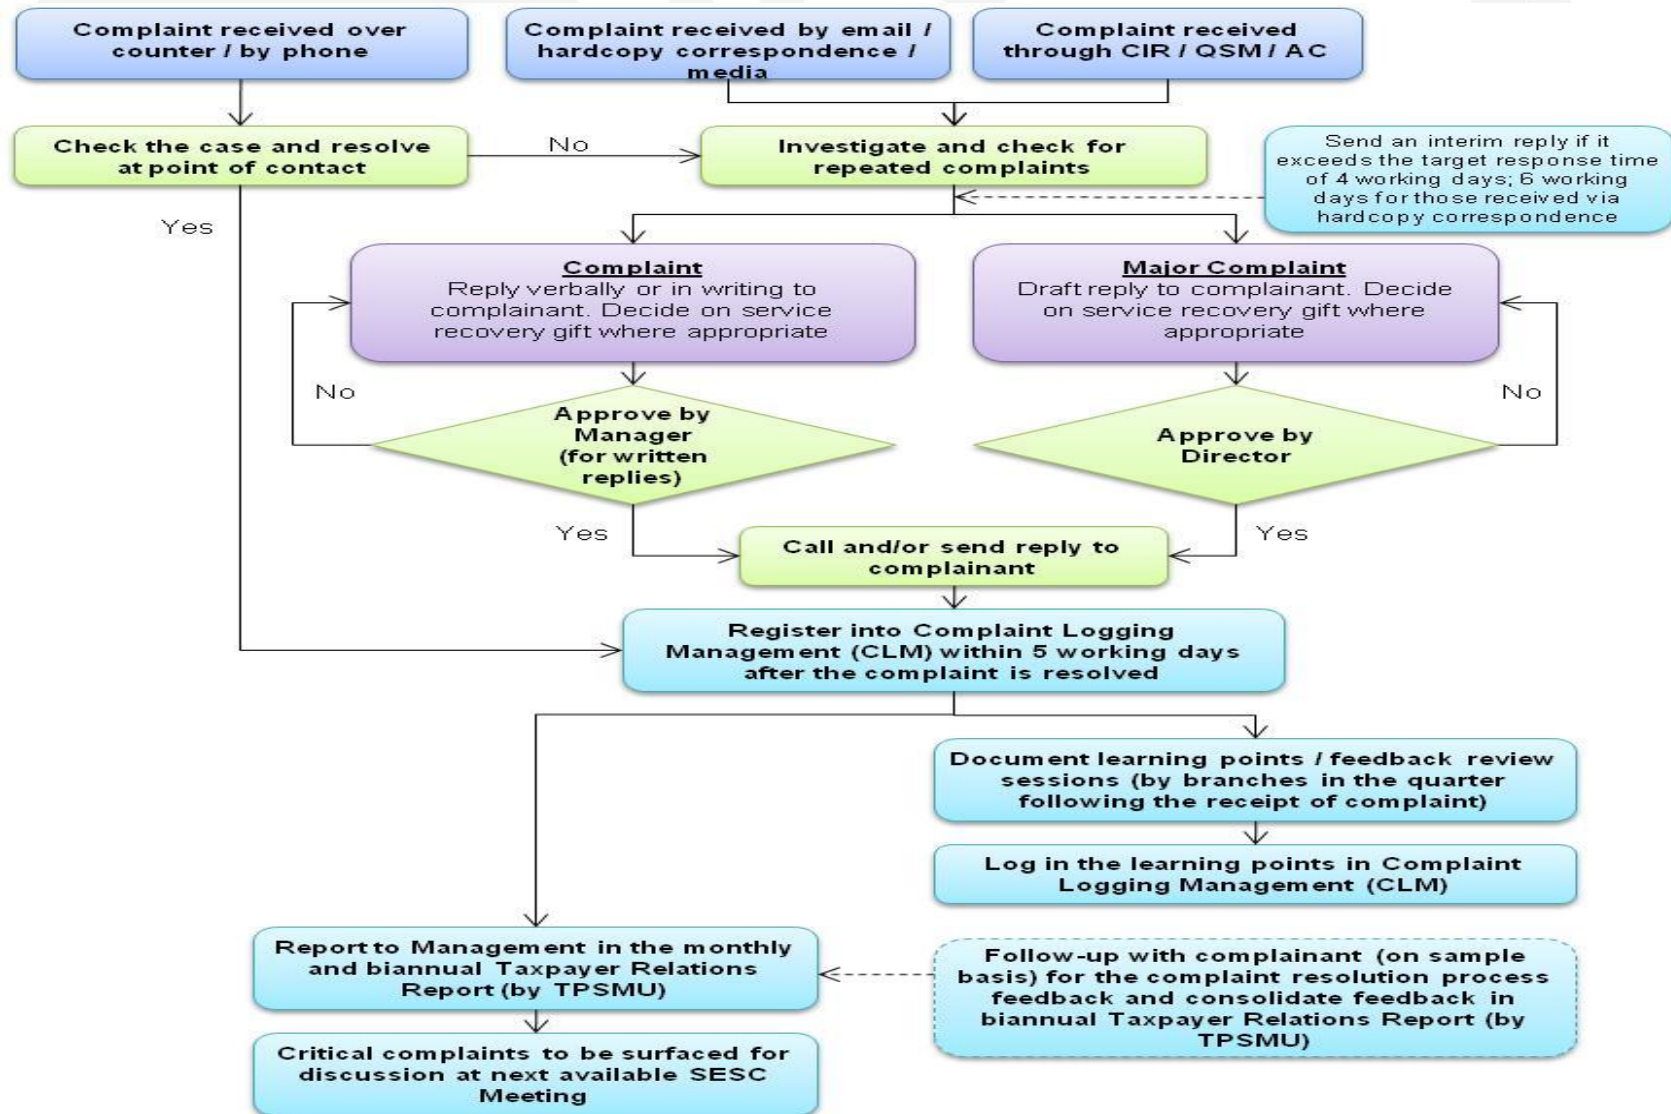 Complaint received over
counter / by phone
Complaint received by email /
hardcopy correspondence /
media
Complaint received
through CIR / QSM / AC
Check the case and resolve
at point of contact
No
Investigate and check for
repeated complaints
Send an interim reply if it
exceeds the target response time
of 4 working days; 6 working
days for those received via
hardcopy correspondence
Yes
Complaint
Reply verbally or in writing to
complainant. Decide on service
recovery gift where appropriate
Major Complaint
Draft reply to complainant. Decide
on service recovery gift where
appropriate
No
Approve by
Manager
(for written
replies)
Approve by
Director
No
Yes
Call and/or send reply to
complainant
Yes
Register into Complaint Logging
Management (CLM) within 5 working days
after the complaint is resolved
Document learning points / feedback review
sessions (by branches in the quarter
following the receipt of complaint)
Log in the learning points in Complaint
Logging Management (CLM)
Report to Management in the monthly
and biannual Taxpayer Relations
Report (by TPSMU)
Follow-up with complainant (on sample
basis) for the complaint resolution process
feedback and consolidate feedback in
biannual Taxpayer Relations Report (by
TPSMU)
Critical complaints to be surfaced for
discussion at next available SESC
Meeting